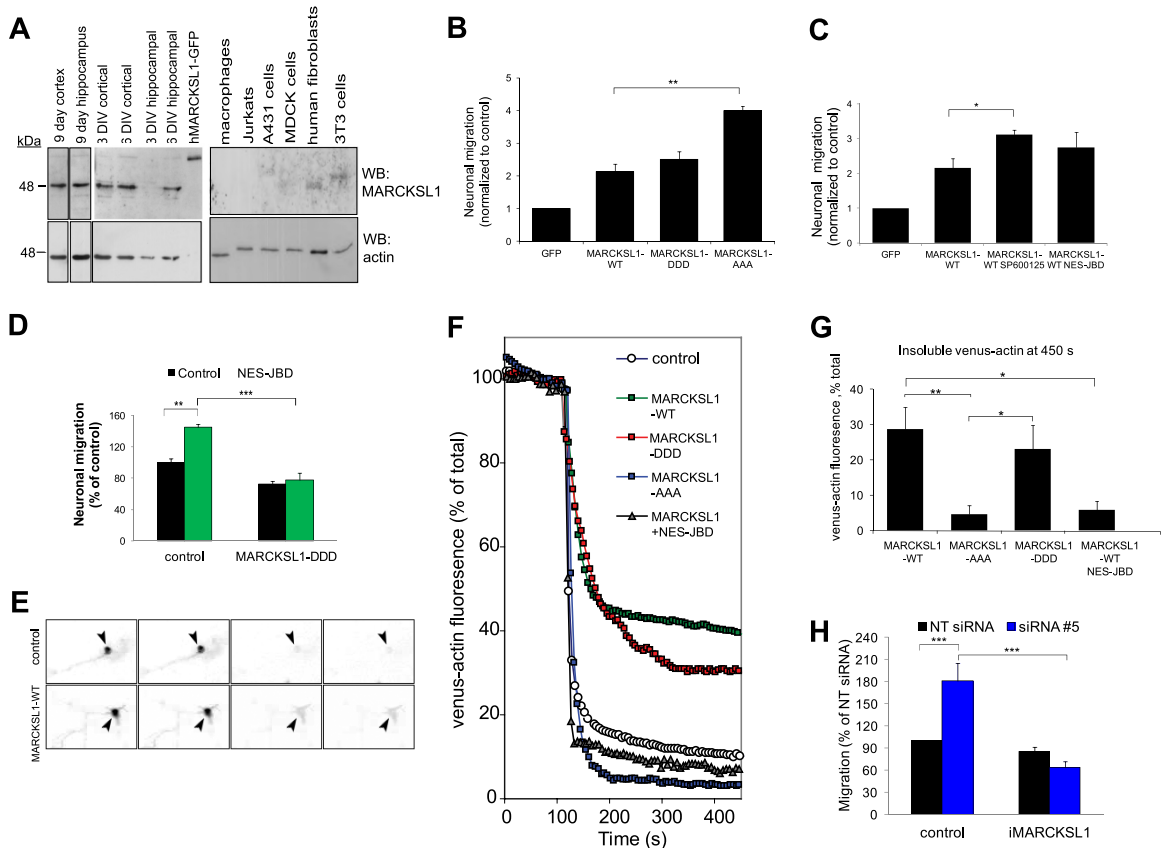 A
9 day cortex
9 day hippocampus
3 DIV cortical
6 DIV cortical
3 DIV hippocampal
6 DIV hippocampal
hMARCKSL1-GFP
macrophages
Jurkats
A431 cells
MDCK cells
human fibroblasts
3T3 cells
kDa
48
48
WB:
MARCKSL1
WB:
actin
B
Neuronal migration
(normalized to control)
5
4
3
2
1
0
**
GFP
MARCKSL1-
WT
MARCKSL1-
DDD
MARCKSL1-
AAA
C
Neuronal migration
(normalized to control)
5
4
3
2
1
0
*
GFP
MARCKSL1-
WT
MARCKSL1-
WT SP600125
MARCKSL1-
WT NES-JBD
D
Control NES-JBD
Neuronal migration
(% of control)
160
120
80
40
0
**
***
control
MARCKSL1-DDD
E
control
MARCKSL1-WT
F
venus-actin fluoresence (% of total)
100
80
60
40
20
0
0 100 200 300 400
Time (s)
control
MARCKSL1
-WT
MARCKSL1
-DDD
MARCKSL1
-AAA
MARCKSL1
+NES-JBD
G
Insoluble venus-actin at 450 s
venus-actin fluoresence ,% total
40
30
20
10
0
*
**
*
MARCKSL1
-WT
MARCKSL1
-AAA
MARCKSL1
-DDD
MARCKSL1
-WT
NES-JBD
H
NT siRNA siRNA #5
Migration (% of NT siRNA)
240
210
180
150
120
90
60
30
0
***
***
control
iMARCKSL1